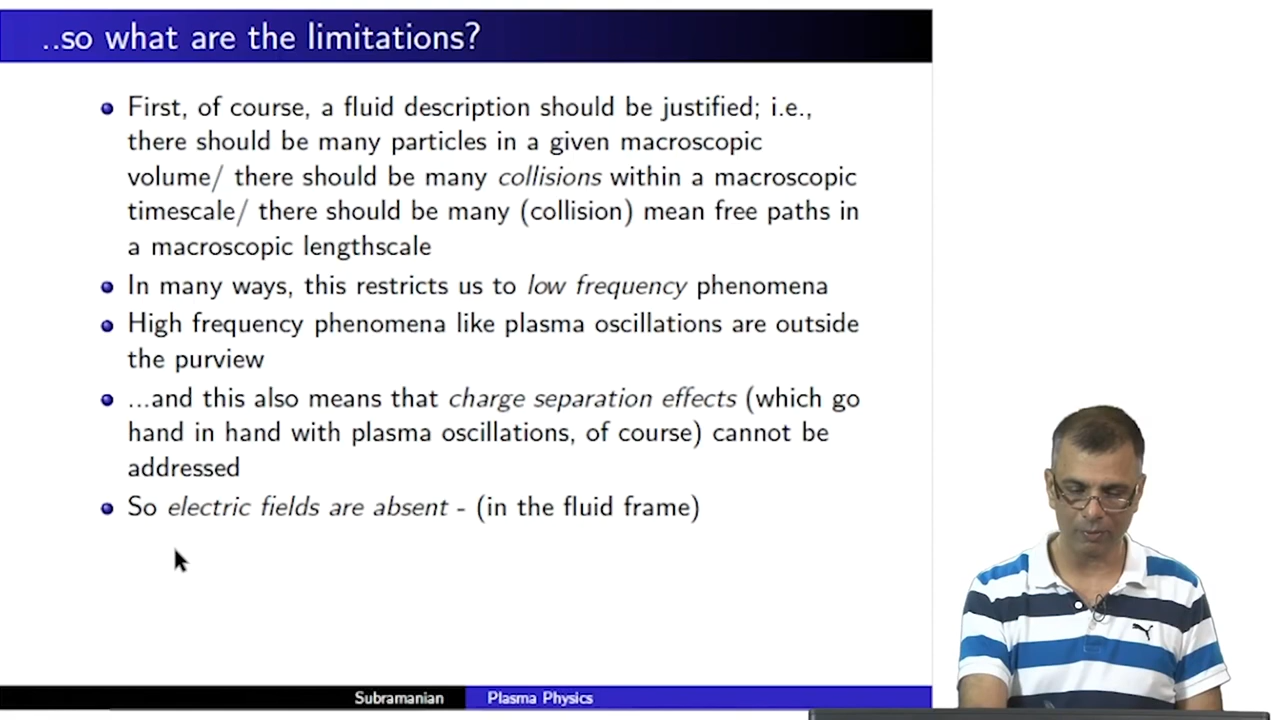 ..so what are the limitations?
First, of course, a fluid description should be justified; i.e.,
there should be many particles in a given macroscopic
volume/ there should be many collisions within a macroscopic
timescale/ there should be many (collision) mean free paths in
a macroscopic lengthscale
In many ways, this restricts us to low frequency phenomena
High frequency phenomena like plasma oscillations are outside
the purview
...and this also means that charge separation effects (which go
hand in hand with plasma oscillations, of course) cannot be
addressed
So electric fields are absent - (in the fluid frame)
Subramanian Plasma Physics